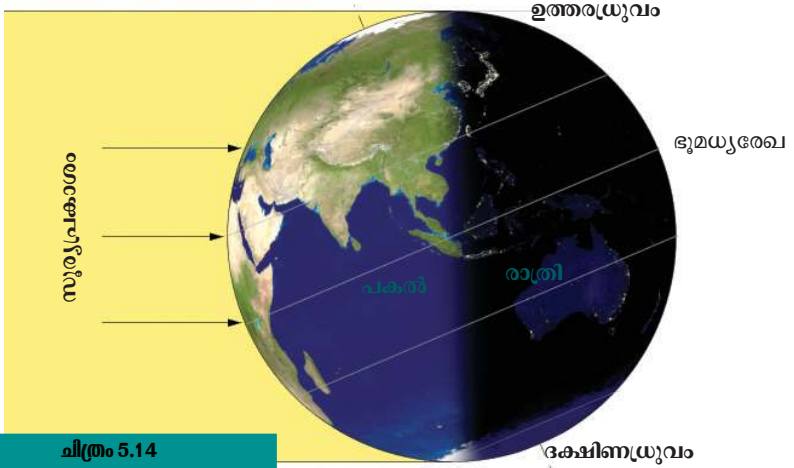 ഉത്തരധ്രുവം
ഭൂമധ്യരേഖ
സൂര്യപ്രകാശം
പകൽ
രാത്രി
ദക്ഷിണധ്രുവം
ചിത്രം 5.14